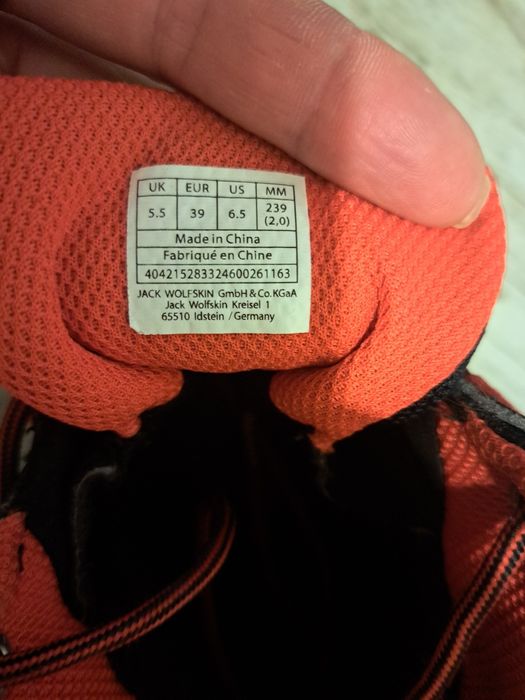 UK EUR US MM
5.5 39 6.5 239 (2,0)
Made in China
Fabriqué en Chine
404215283324600261163
JACK WOLFSKIN GmbH & Co. KGaA
Jack Wolfskin Kreisel 1
65510 Idstein / Germany